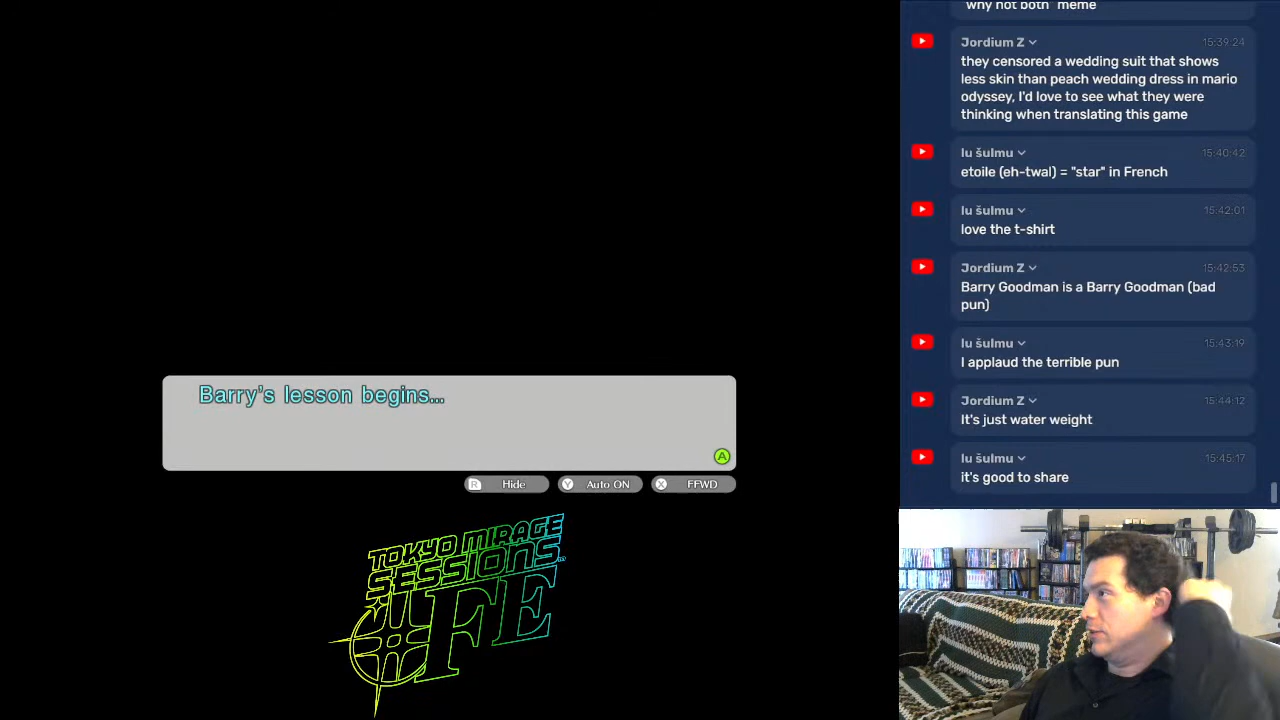 Barry's lesson begins...
A
R Hide
Y Auto ON
X FFWD
TOKYO MIRAGE
SESSIONS
#FE
"why not both" meme
Jordium Z
15:39:24
they censored a wedding suit that shows
less skin than peach wedding dress in mario
odyssey, I'd love to see what they were
thinking when translating this game
lu šulmu
15:40:42
etoile (eh-twal) = "star" in French
lu šulmu
15:42:01
love the t-shirt
Jordium Z
15:42:53
Barry Goodman is a Barry Goodman (bad
pun)
lu šulmu
15:43:19
I applaud the terrible pun
Jordium Z
15:44:12
It's just water weight
lu šulmu
15:45:17
it's good to share